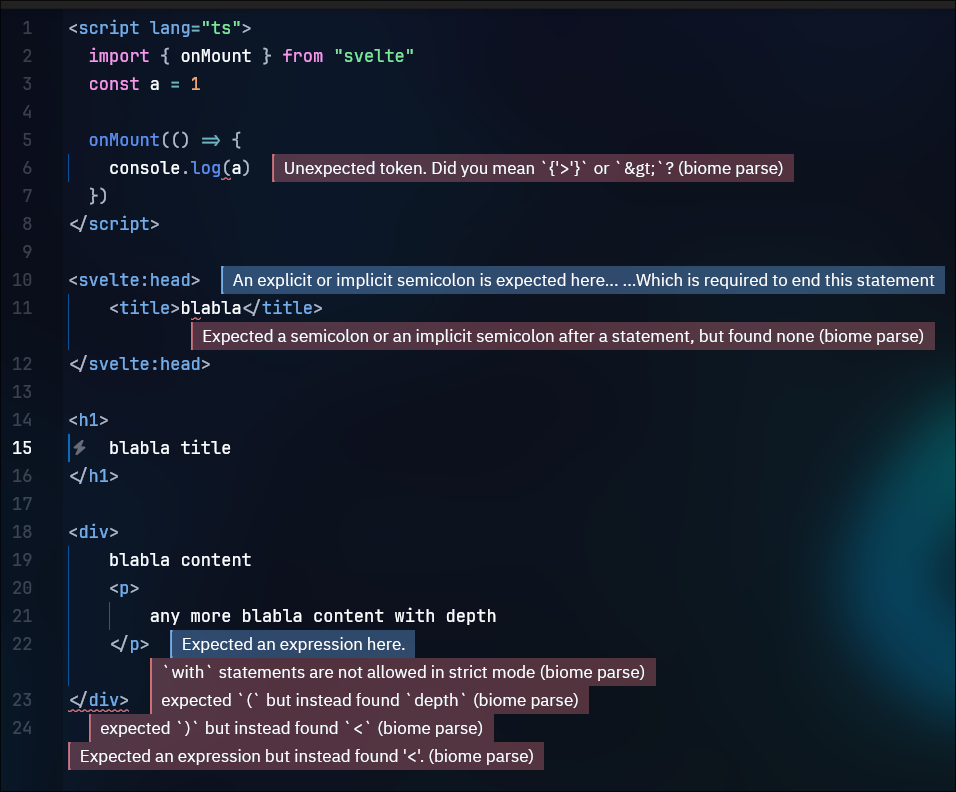 1 <script lang="ts">
2 import { onMount } from "svelte"
3 const a = 1
4
5 onMount(() => {
6 console.log(a) Unexpected token. Did you mean `{'>'}` or `&gt;`? (biome parse)
7 })
8 </script>
9
10 <svelte:head> An explicit or implicit semicolon is expected here... ...Which is required to end this statement
11 <title>blabla</title>
Expected a semicolon or an implicit semicolon after a statement, but found none (biome parse)
12 </svelte:head>
13
14 <h1>
15 blabla title
16 </h1>
17
18 <div>
19 blabla content
20 <p>
21 any more blabla content with depth
22 </p> Expected an expression here.
`with` statements are not allowed in strict mode (biome parse)
23 </div> expected `(` but instead found `depth` (biome parse)
24 expected `)` but instead found `<` (biome parse)
Expected an expression but instead found '<'. (biome parse)